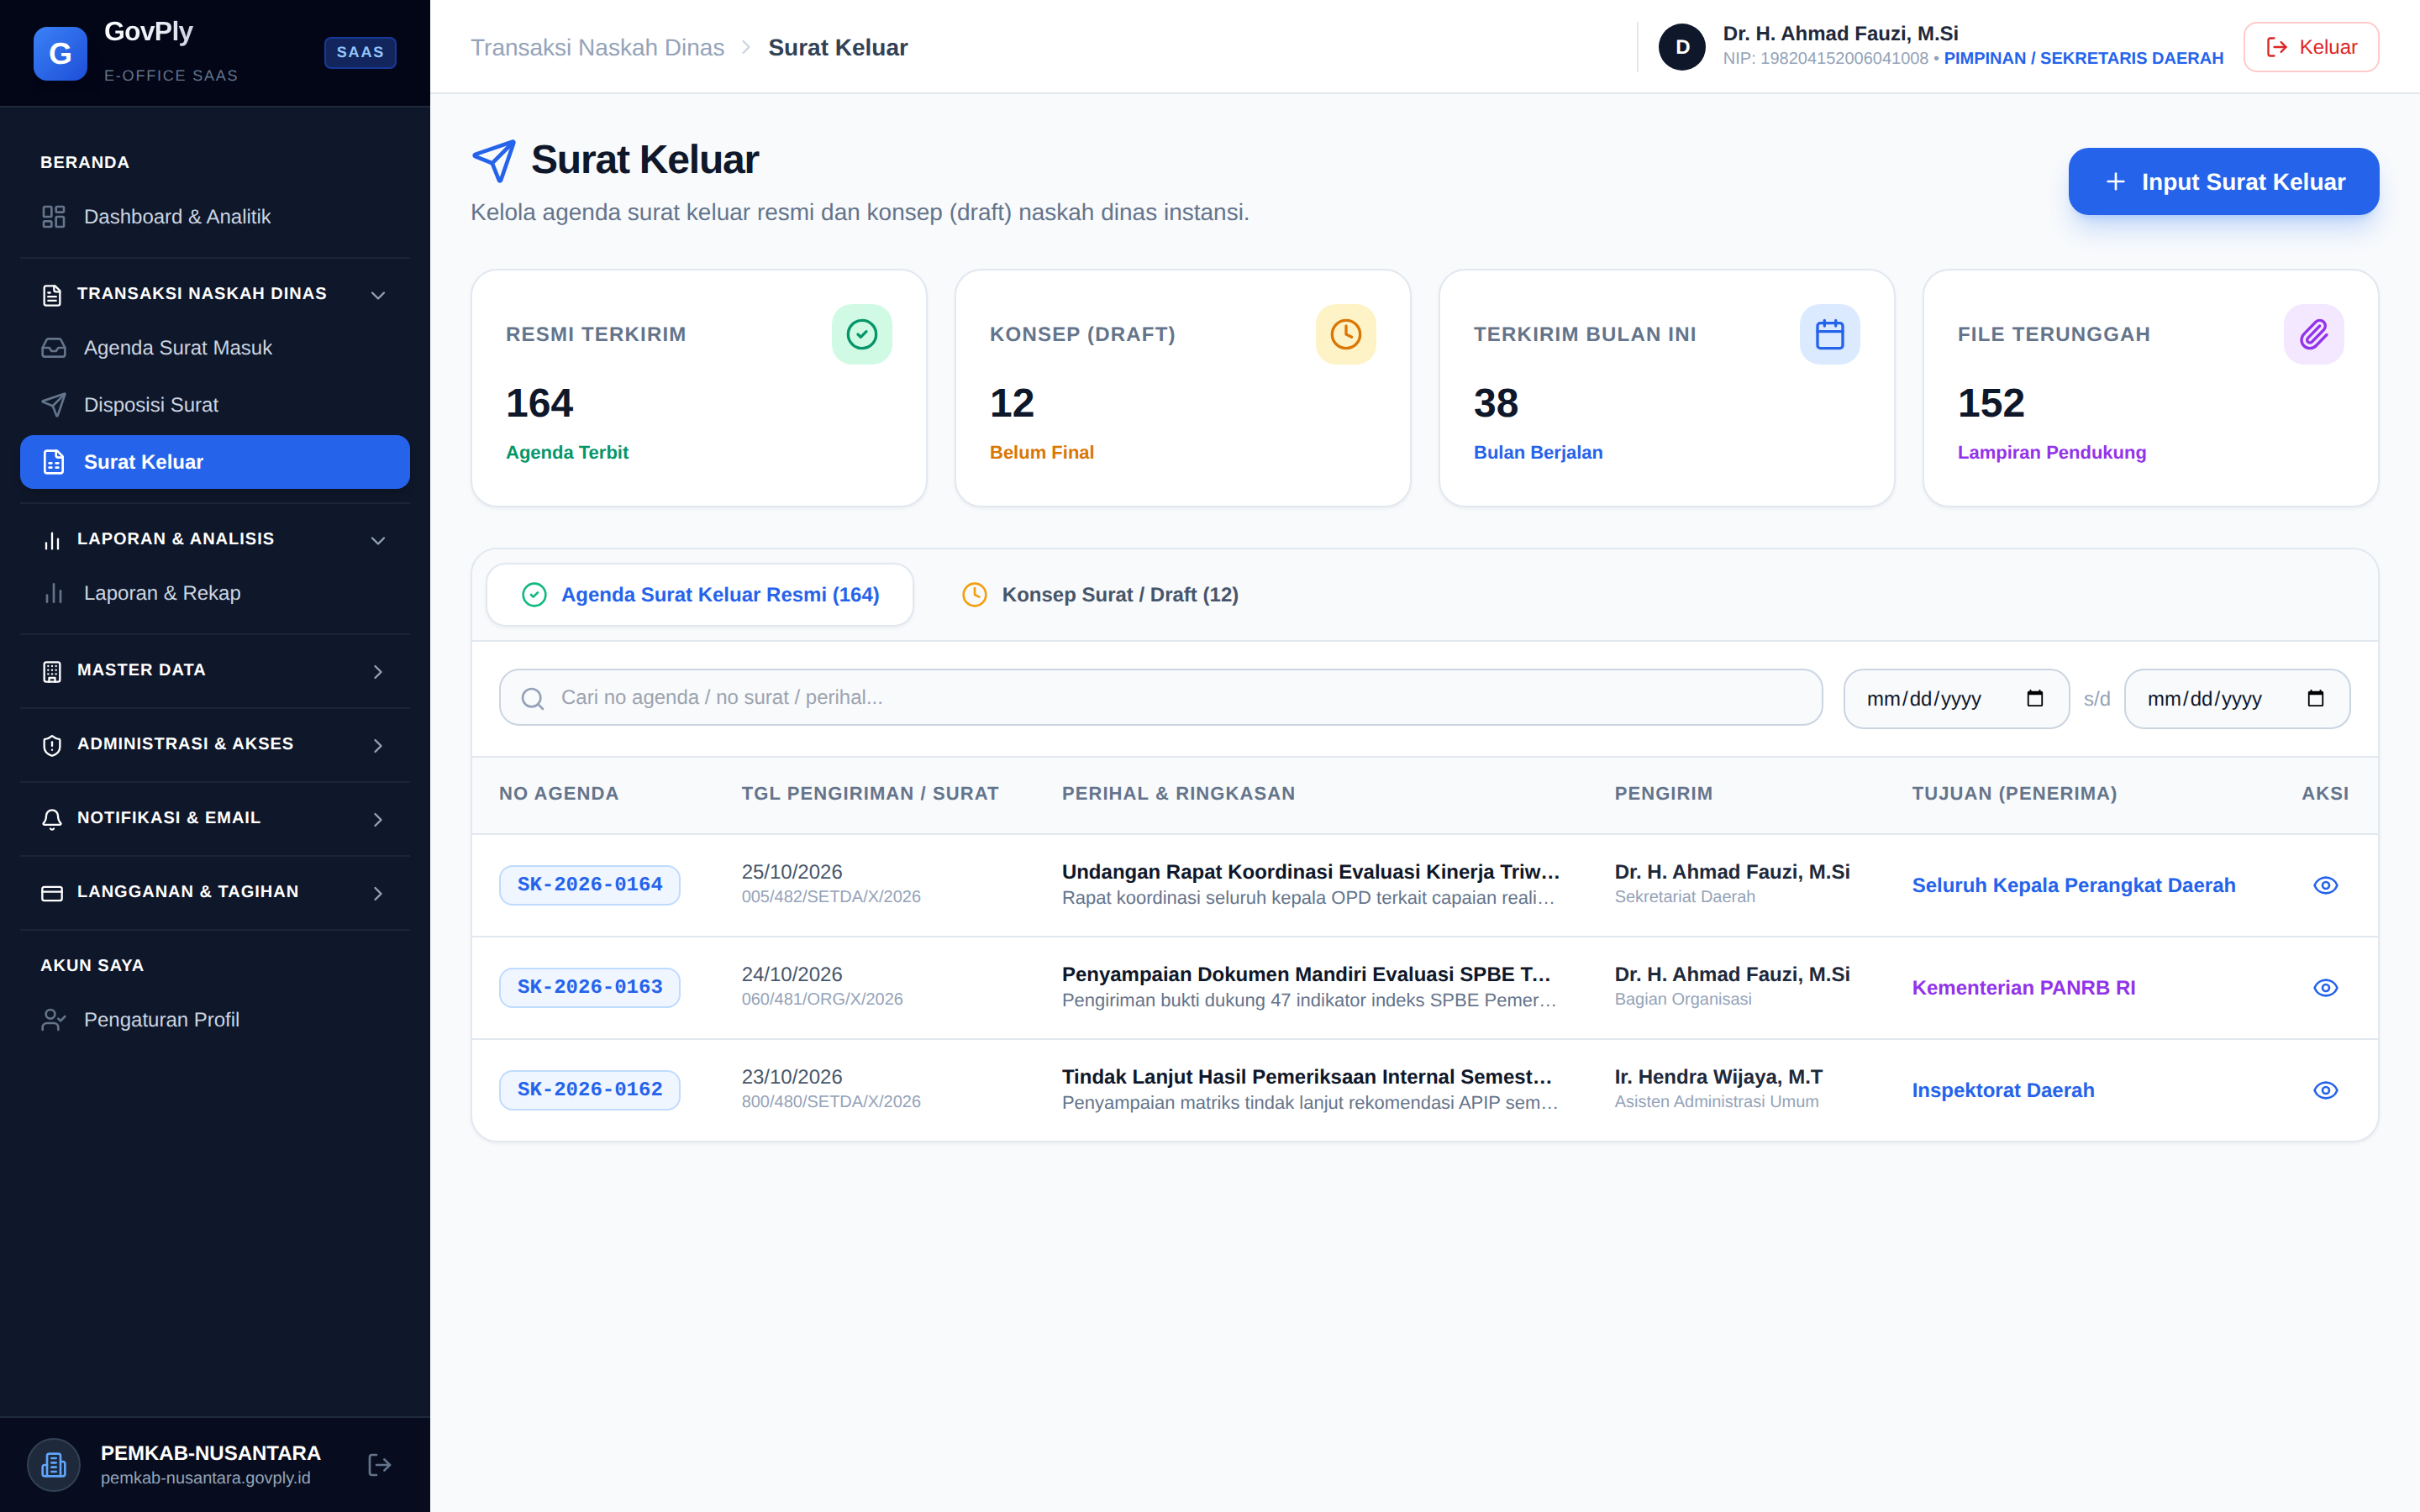 G
GovPly
E-OFFICE SAAS
SAAS
BERANDA
Dashboard & Analitik
TRANSAKSI NASKAH DINAS
Agenda Surat Masuk
Disposisi Surat
Surat Keluar
LAPORAN & ANALISIS
Laporan & Rekap
MASTER DATA
ADMINISTRASI & AKSES
NOTIFIKASI & EMAIL
LANGGANAN & TAGIHAN
AKUN SAYA
Pengaturan Profil
PEMKAB-NUSANTARA
pemkab-nusantara.govply.id
Transaksi Naskah Dinas Surat Keluar
D
Dr. H. Ahmad Fauzi, M.Si
NIP: 198204152006041008 • PIMPINAN / SEKRETARIS DAERAH
Keluar
Surat Keluar
Kelola agenda surat keluar resmi dan konsep (draft) naskah dinas instansi.
Input Surat Keluar
RESMI TERKIRIM
164
Agenda Terbit
KONSEP (DRAFT)
12
Belum Final
TERKIRIM BULAN INI
38
Bulan Berjalan
FILE TERUNGGAH
152
Lampiran Pendukung
Agenda Surat Keluar Resmi (164)
Konsep Surat / Draft (12)
Cari no agenda / no surat / perihal...
mm/dd/yyyy s/d mm/dd/yyyy
NO AGENDA TGL PENGIRIMAN / SURAT PERIHAL & RINGKASAN PENGIRIM TUJUAN (PENERIMA) AKSI
SK-2026-0164
25/10/2026
005/482/SETDA/X/2026
Undangan Rapat Koordinasi Evaluasi Kinerja Triw…
Rapat koordinasi seluruh kepala OPD terkait capaian reali…
Dr. H. Ahmad Fauzi, M.Si
Sekretariat Daerah
Seluruh Kepala Perangkat Daerah
SK-2026-0163
24/10/2026
060/481/ORG/X/2026
Penyampaian Dokumen Mandiri Evaluasi SPBE T…
Pengiriman bukti dukung 47 indikator indeks SPBE Pemer…
Dr. H. Ahmad Fauzi, M.Si
Bagian Organisasi
Kementerian PANRB RI
SK-2026-0162
23/10/2026
800/480/SETDA/X/2026
Tindak Lanjut Hasil Pemeriksaan Internal Semest…
Penyampaian matriks tindak lanjut rekomendasi APIP sem…
Ir. Hendra Wijaya, M.T
Asisten Administrasi Umum
Inspektorat Daerah